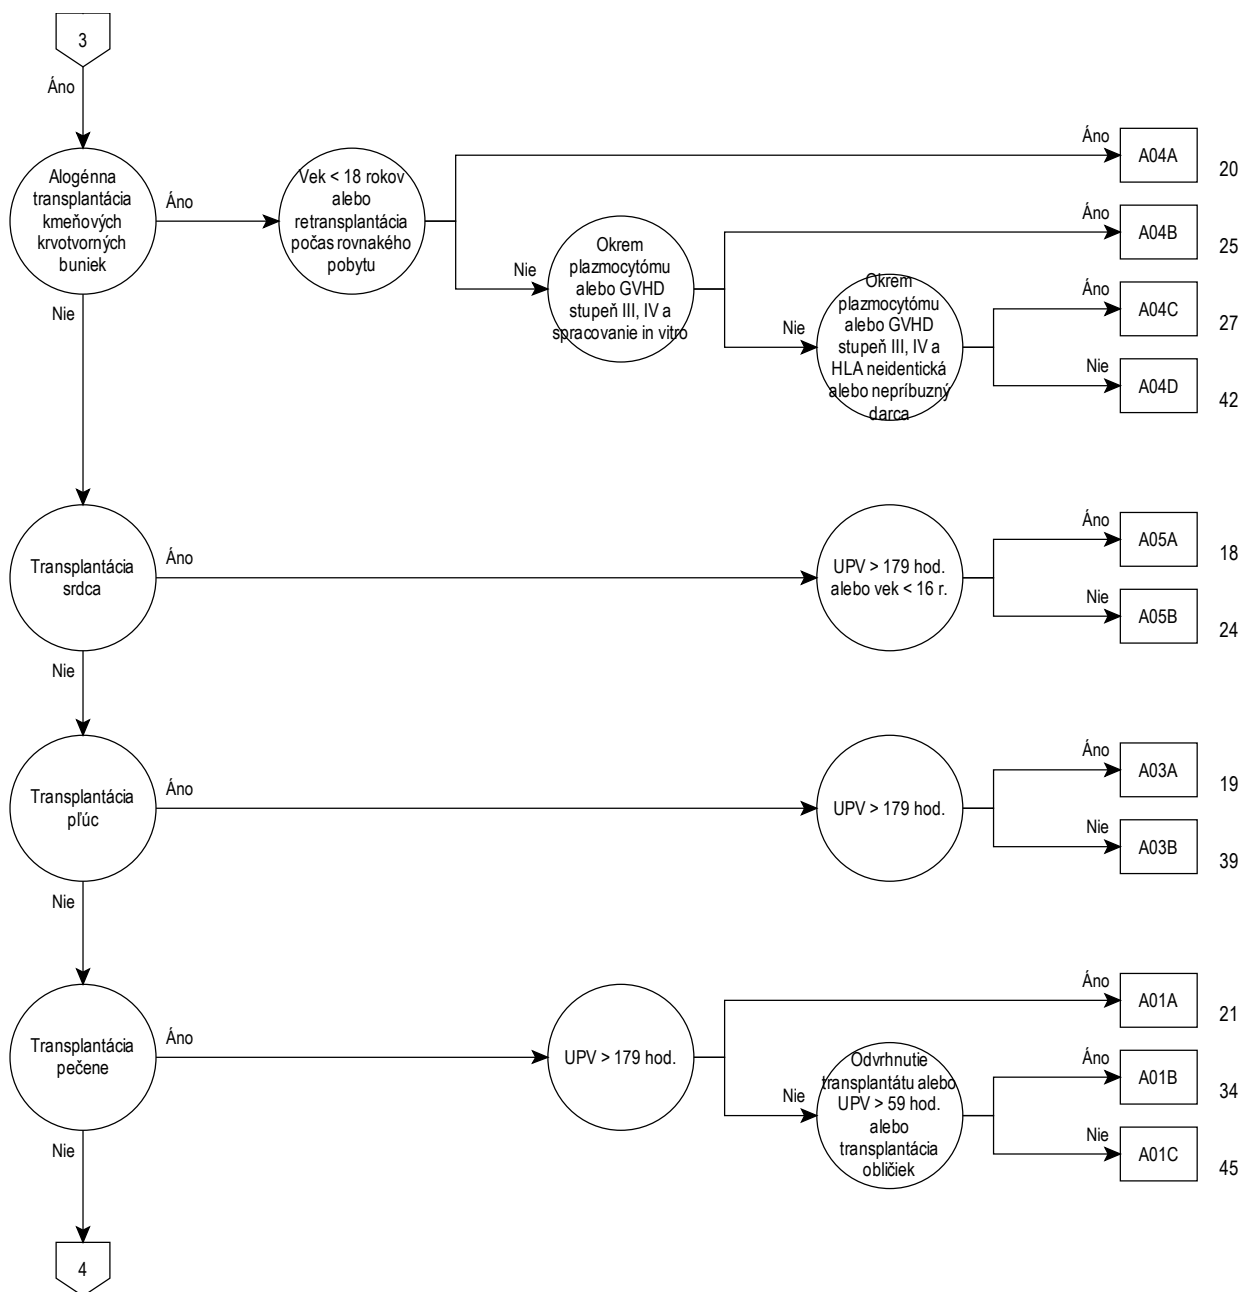 3
Áno
Alogénna
transplantácia
kmeňových
krvotvorných
buniek
Áno
Vek < 18 rokov
alebo
retransplantácia
počas rovnakého
pobytu
Áno
A04A
20
Nie
Okrem
plazmocytómu
alebo GVHD
stupeň III, IV a
spracovanie in vitro
Áno
A04B
25
Nie
Okrem
plazmocytómu
alebo GVHD
stupeň III, IV a
HLA neidentická
alebo nepríbuzný
darca
Áno
A04C
27
Nie
A04D
42
Nie
Transplantácia
srdca
Áno
UPV > 179 hod.
alebo vek < 16 r.
Áno
A05A
18
Nie
A05B
24
Nie
Transplantácia
pľúc
Áno
UPV > 179 hod.
Áno
A03A
19
Nie
A03B
39
Nie
Transplantácia
pečene
Áno
UPV > 179 hod.
Áno
A01A
21
Nie
Odvrhnutie
transplantátu alebo
UPV > 59 hod.
alebo
transplantácia
obličiek
Áno
A01B
34
Nie
A01C
45
Nie
4